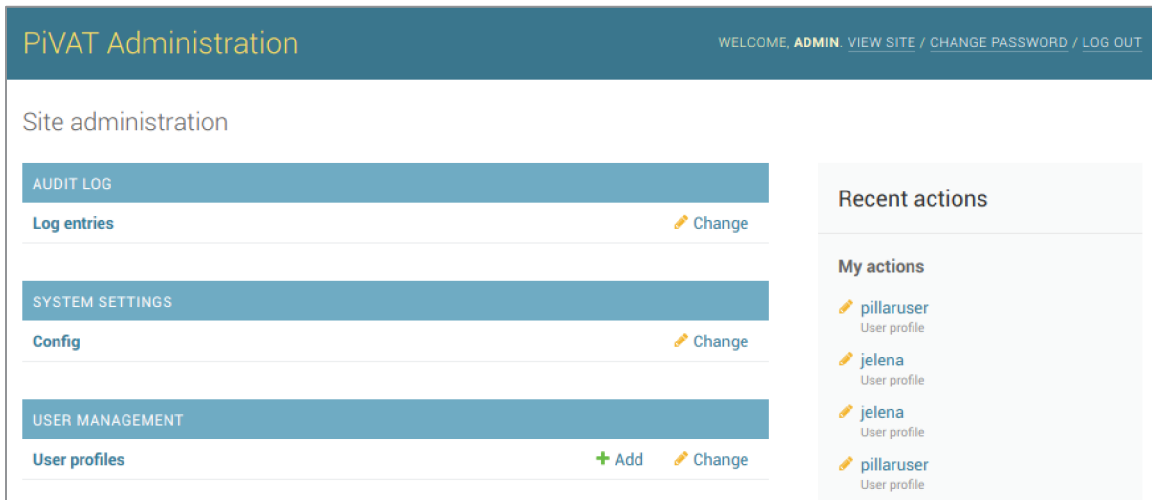 PiVAT Administration
WELCOME, ADMIN. VIEW SITE / CHANGE PASSWORD / LOG OUT
Site administration
AUDIT LOG
Log entries
Change
SYSTEM SETTINGS
Config
Change
USER MANAGEMENT
User profiles
Add
Change
Recent actions
My actions
pillaruser
User profile
jelena
User profile
jelena
User profile
pillaruser
User profile